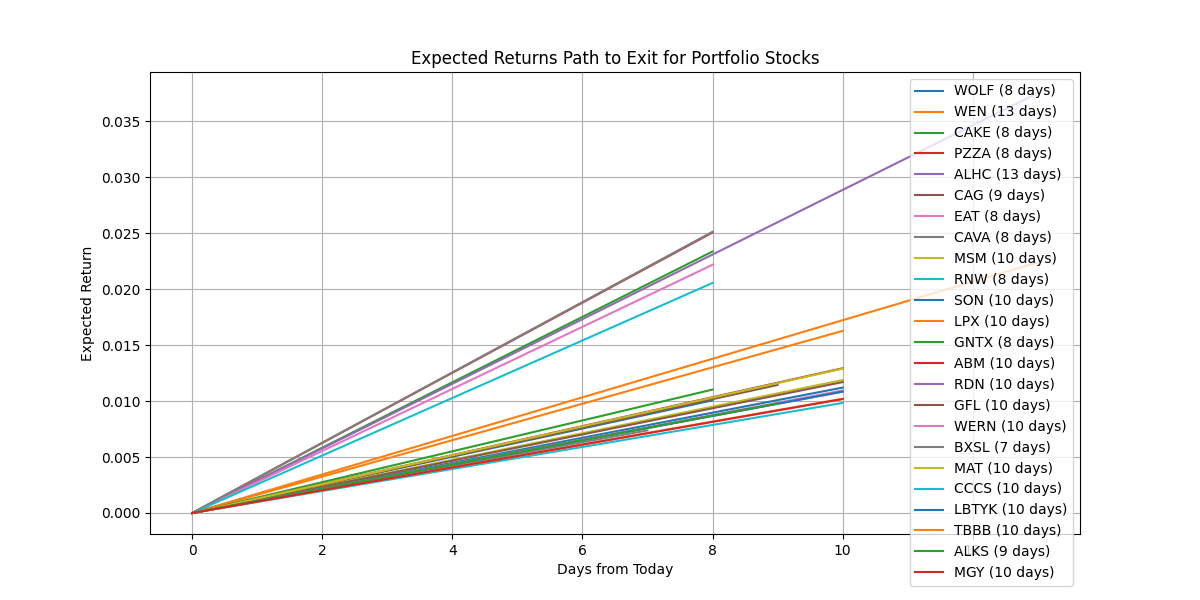 Expected Returns Path to Exit for Portfolio Stocks
Expected Return
0.035
0.030
0.025
0.020
0.015
0.010
0.005
0.000
0 2 4 6 8 10
Days from Today
WOLF (8 days)
WEN (13 days)
CAKE (8 days)
PZZA (8 days)
ALHC (13 days)
CAG (9 days)
EAT (8 days)
CAVA (8 days)
MSM (10 days)
RNW (8 days)
SON (10 days)
LPX (10 days)
GNTX (8 days)
ABM (10 days)
RDN (10 days)
GFL (10 days)
WERN (10 days)
BXSL (7 days)
MAT (10 days)
CCCS (10 days)
LBTYK (10 days)
TBBB (10 days)
ALKS (9 days)
MGY (10 days)